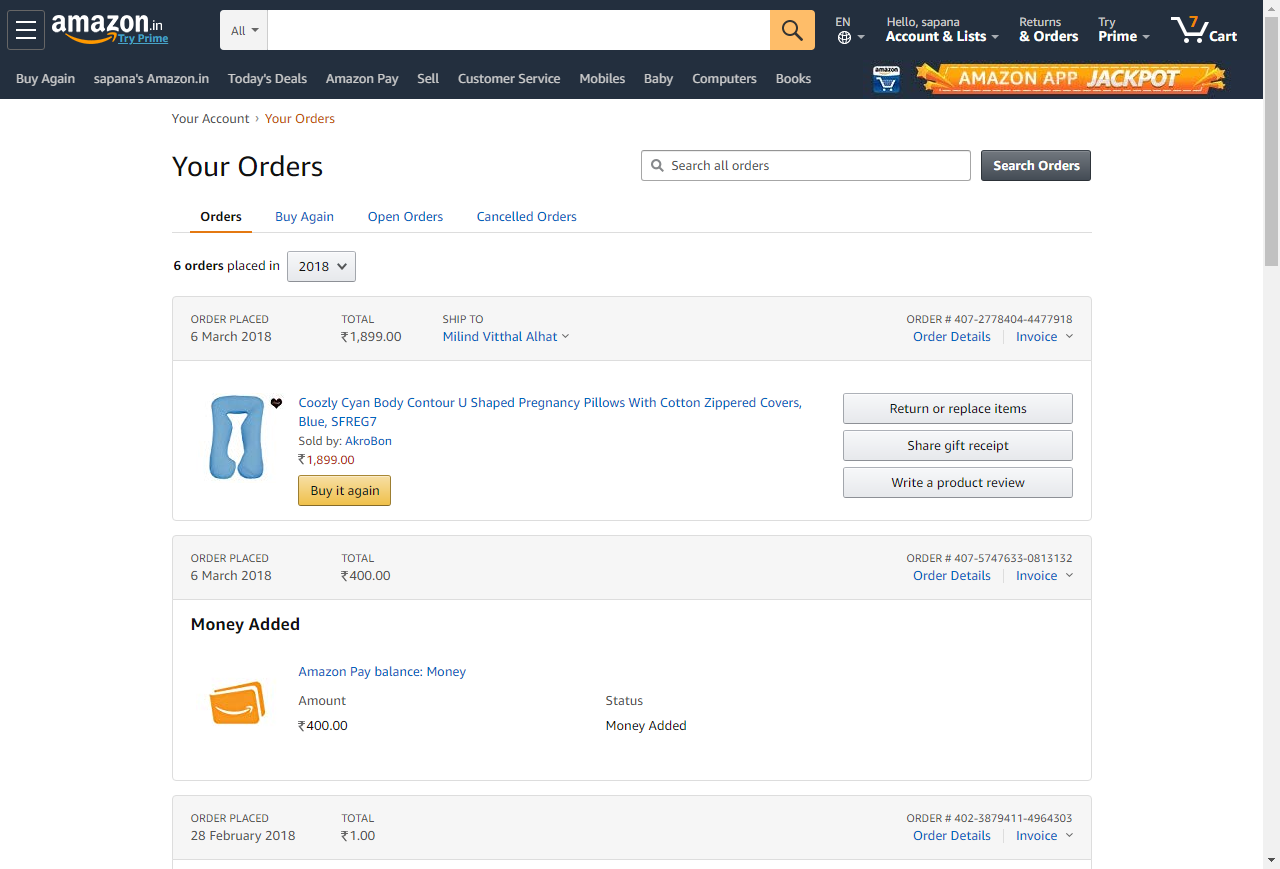 amazon.in
Try Prime
All
EN
Hello, sapana
Account & Lists
Returns
& Orders
Try
Prime
7
Cart
Buy Again
sapana's Amazon.in
Today's Deals
Amazon Pay
Sell
Customer Service
Mobiles
Baby
Computers
Books
amazon
AMAZON APP JACKPOT
Your Account › Your Orders
Your Orders
Search all orders
Search Orders
Orders
Buy Again
Open Orders
Cancelled Orders
6 orders placed in 2018
ORDER PLACED TOTAL SHIP TO ORDER # 407-2778404-4477918
6 March 2018 ₹1,899.00 Milind Vitthal Alhat Order Details Invoice
Coozly Cyan Body Contour U Shaped Pregnancy Pillows With Cotton Zippered Covers,
Blue, SFREG7
Sold by: AkroBon
₹1,899.00
Buy it again
Return or replace items
Share gift receipt
Write a product review
ORDER PLACED TOTAL ORDER # 407-5747633-0813132
6 March 2018 ₹400.00 Order Details Invoice
Money Added
Amazon Pay balance: Money
Amount Status
₹400.00 Money Added
ORDER PLACED TOTAL ORDER # 402-3879411-4964303
28 February 2018 ₹1.00 Order Details Invoice